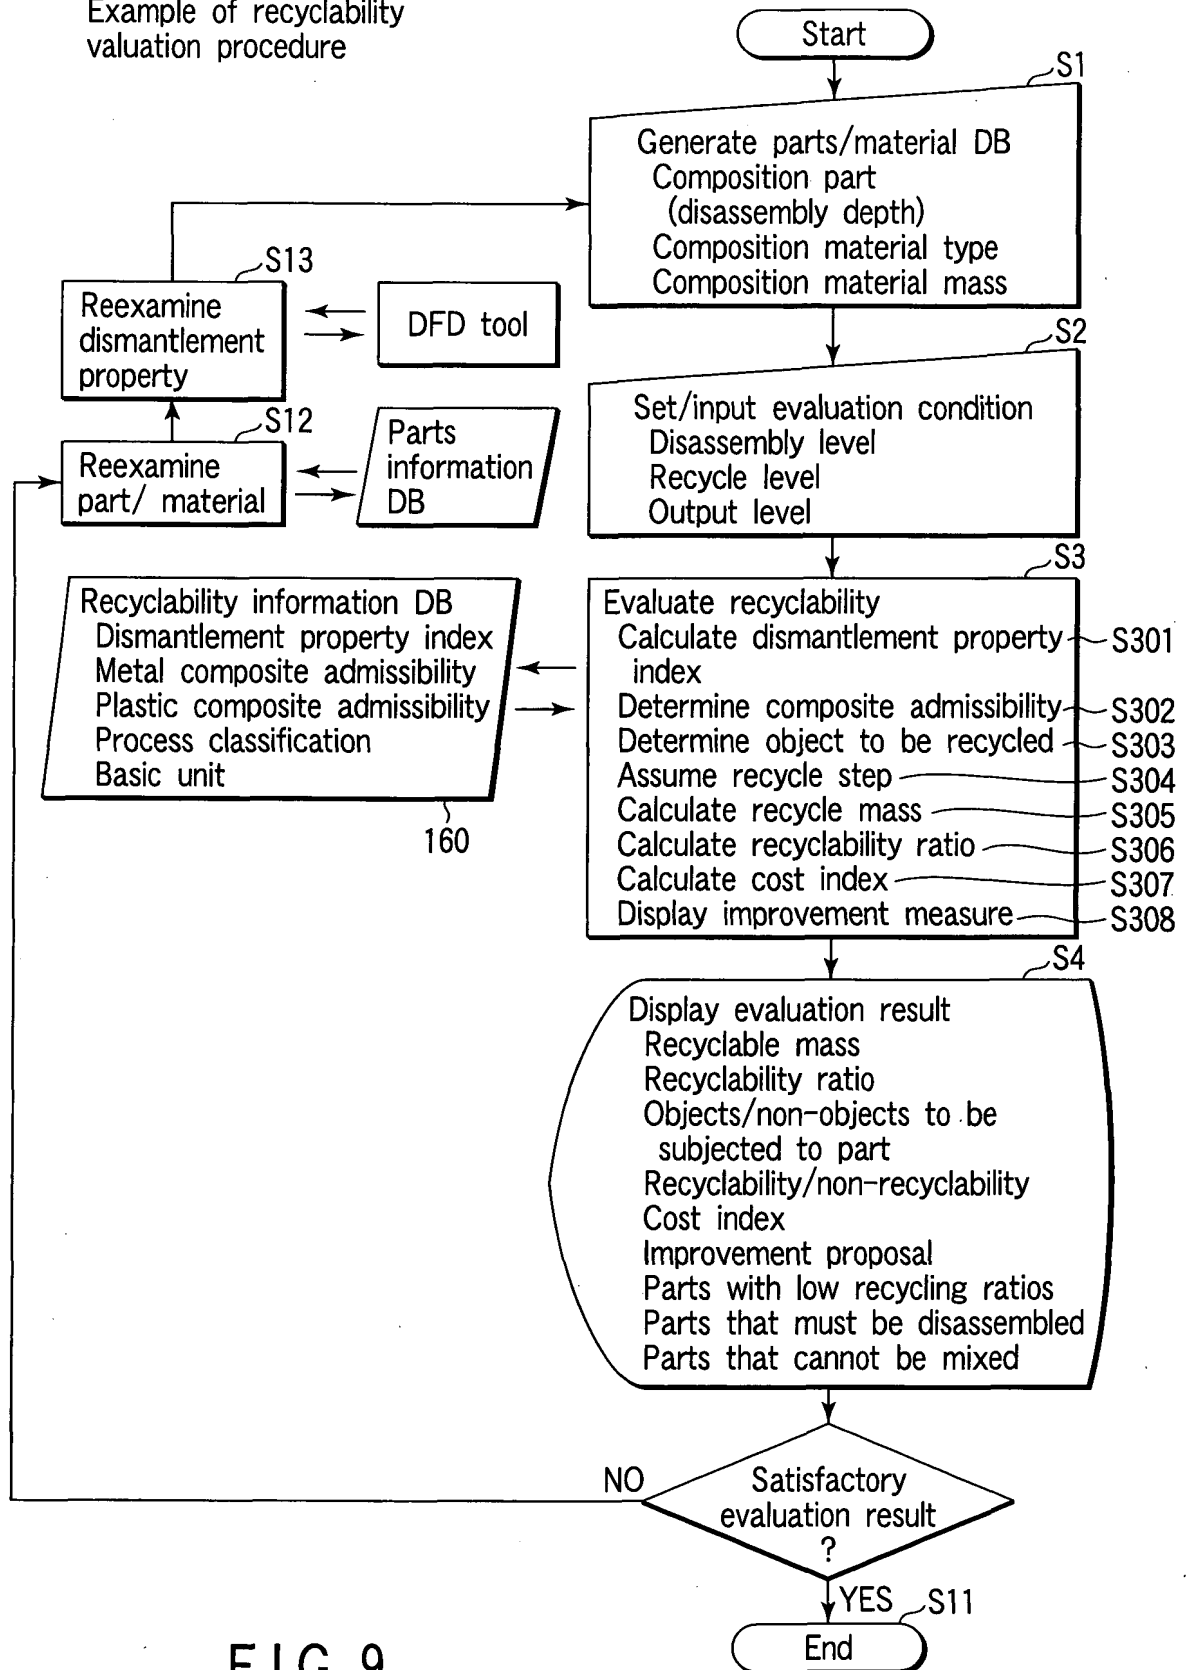 Example of recyclability
valuation procedure
Start
S1
Generate parts/material DB
Composition part
(disassembly depth)
Composition material type
Composition material mass
S13
Reexamine
dismantlement
property
DFD tool
S2
Set/input evaluation condition
Disassembly level
Recycle level
Output level
S12
Reexamine
part/ material
Parts
information
DB
S3
Evaluate recyclability
Calculate dismantlement property
index
S301
Determine composite admissibility
S302
Determine object to be recycled
S303
Assume recycle step
S304
Calculate recycle mass
S305
Calculate recyclability ratio
S306
Calculate cost index
S307
Display improvement measure
S308
Recyclability information DB
Dismantlement property index
Metal composite admissibility
Plastic composite admissibility
Process classification
Basic unit
160
S4
Display evaluation result
Recyclable mass
Recyclability ratio
Objects/non-objects to be
subjected to part
Recyclability/non-recyclability
Cost index
Improvement proposal
Parts with low recycling ratios
Parts that must be disassembled
Parts that cannot be mixed
NO
Satisfactory
evaluation result
?
YES
S11
End
FIG. 9